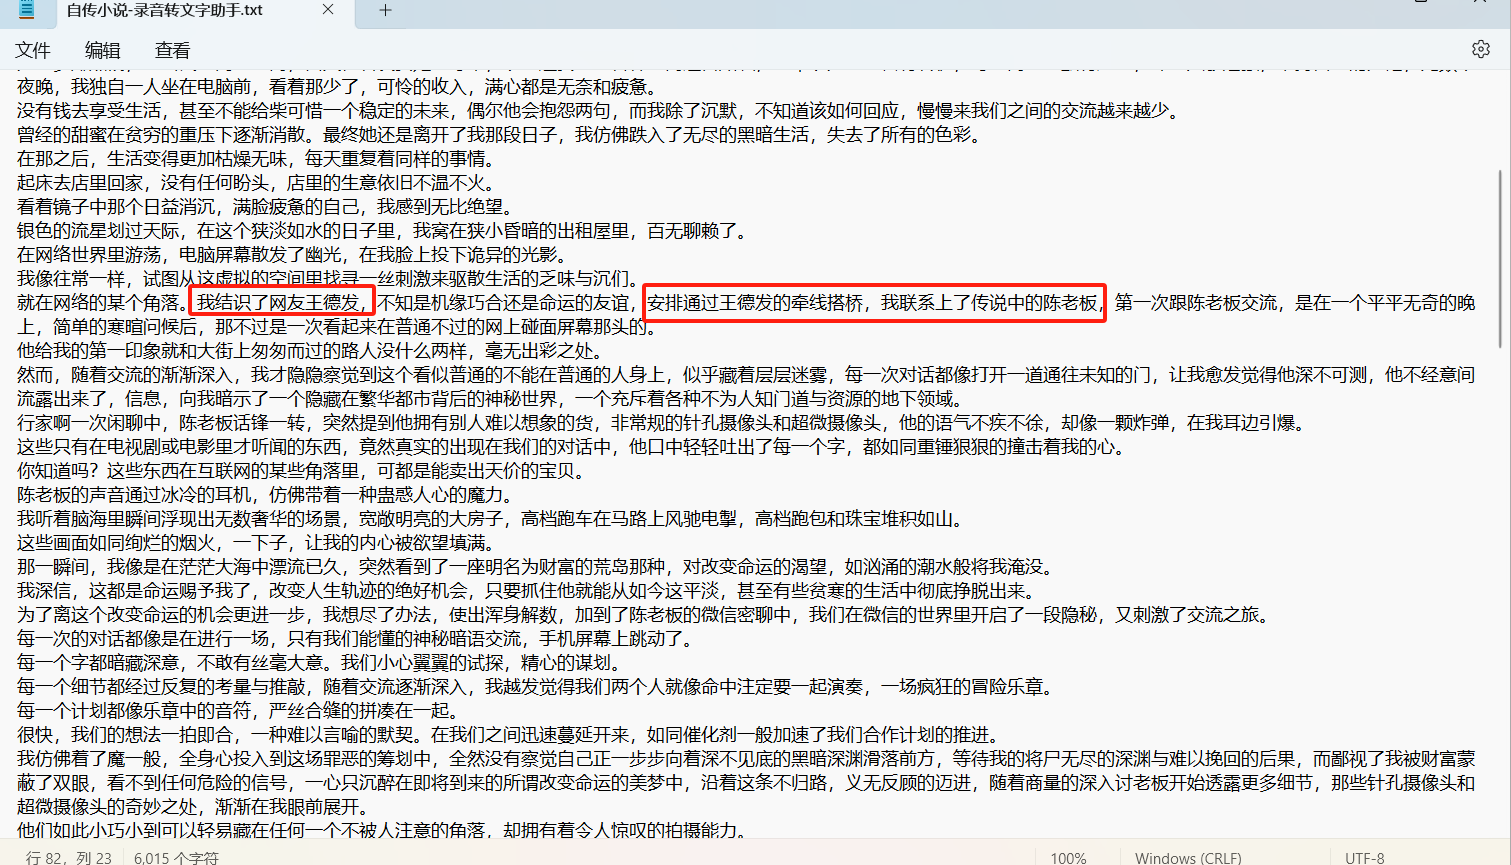 自传小说-录音转文字助手.txt
文件 编辑 查看
夜晚，我独自一人坐在电脑前，看着那少了，可怜的收入，满心都是无奈和疲惫。
没有钱去享受生活，甚至不能给柴可惜一个稳定的未来，偶尔他会抱怨两句，而我除了沉默，不知道该如何回应，慢慢来我们之间的交流越来越少。
曾经的甜蜜在贫穷的重压下逐渐消散。最终她还是离开了我那段日子，我仿佛跌入了无尽的黑暗生活，失去了所有的色彩。
在那之后，生活变得更加枯燥无味，每天重复着同样的事情。
起床去店里回家，没有任何盼头，店里的生意依旧不温不火。
看着镜子中那个日益消沉，满脸疲惫的自己，我感到无比绝望。
银色的流星划过天际，在这个狭淡如水的日子里，我窝在狭小昏暗的出租屋里，百无聊赖了。
在网络世界里游荡，电脑屏幕散发了幽光，在我脸上投下诡异的光影。
我像往常一样，试图从这虚拟的空间里找寻一丝刺激来驱散生活的乏味与沉们。
就在网络的某个角落。我结识了网友王德发，不知是机缘巧合还是命运的友谊，安排通过王德发的牵线搭桥，我联系上了传说中的陈老板，第一次跟陈老板交流，是在一个平平无奇的晚
上，简单的寒暄问候后，那不过是一次看起来在普通不过的网上碰面屏幕那头的。
他给我的第一印象就和大街上匆匆而过的路人没什么两样，毫无出彩之处。
然而，随着交流的渐渐深入，我才隐隐察觉到这个看似普通的不能在普通的人身上，似乎藏着层层迷雾，每一次对话都像打开一道通往未知的门，让我愈发觉得他深不可测，他不经意间
流露出来了，信息，向我暗示了一个隐藏在繁华都市背后的神秘世界，一个充斥着各种不为人知门道与资源的地下领域。
行家啊一次闲聊中，陈老板话锋一转，突然提到他拥有别人难以想象的货，非常规的针孔摄像头和超微摄像头，他的语气不疾不徐，却像一颗炸弹，在我耳边引爆。
这些只有在电视剧或电影里才听闻的东西，竟然真实的出现在我们的对话中，他口中轻轻吐出了每一个字，都如同重锤狠狠的撞击着我的心。
你知道吗？这些东西在互联网的某些角落里，可都是能卖出天价的宝贝。
陈老板的声音通过冰冷的耳机，仿佛带着一种蛊惑人心的魔力。
我听着脑海里瞬间浮现出无数奢华的场景，宽敞明亮的大房子，高档跑车在马路上风驰电掣，高档跑包和珠宝堆积如山。
这些画面如同绚烂的烟火，一下子，让我的内心被欲望填满。
那一瞬间，我像是在茫茫大海中漂流已久，突然看到了一座明名为财富的荒岛那种，对改变命运的渴望，如汹涌的潮水般将我淹没。
我深信，这都是命运赐予我了，改变人生轨迹的绝好机会，只要抓住他就能从如今这平淡，甚至有些贫寒的生活中彻底挣脱出来。
为了离这个改变命运的机会更进一步，我想尽了办法，使出浑身解数，加到了陈老板的微信密聊中，我们在微信的世界里开启了一段隐秘，又刺激了交流之旅。
每一次的对话都像是在进行一场，只有我们能懂的神秘暗语交流，手机屏幕上跳动了。
每一个字都暗藏深意，不敢有丝毫大意。我们小心翼翼的试探，精心的谋划。
每一个细节都经过反复的考量与推敲，随着交流逐渐深入，我越发觉得我们两个人就像命中注定要一起演奏，一场疯狂的冒险乐章。
每一个计划都像乐章中的音符，严丝合缝的拼凑在一起。
很快，我们的想法一拍即合，一种难以言喻的默契。在我们之间迅速蔓延开来，如同催化剂一般加速了我们合作计划的推进。
我仿佛着了魔一般，全身心投入到这场罪恶的筹划中，全然没有察觉自己正一步步向着深不见底的黑暗深渊滑落前方，等待我的将尸无尽的深渊与难以挽回的后果，而鄙视了我被财富蒙
蔽了双眼，看不到任何危险的信号，一心只沉醉在即将到来的所谓改变命运的美梦中，沿着这条不归路，义无反顾的迈进，随着商量的深入讨老板开始透露更多细节，那些针孔摄像头和
超微摄像头的奇妙之处，渐渐在我眼前展开。
他们如此小巧小到可以轻易藏在任何一个不被人注意的角落，却拥有着令人惊叹的拍摄能力。
行 82，列 23 6,015 个字符 100% Windows (CRLF) UTF-8